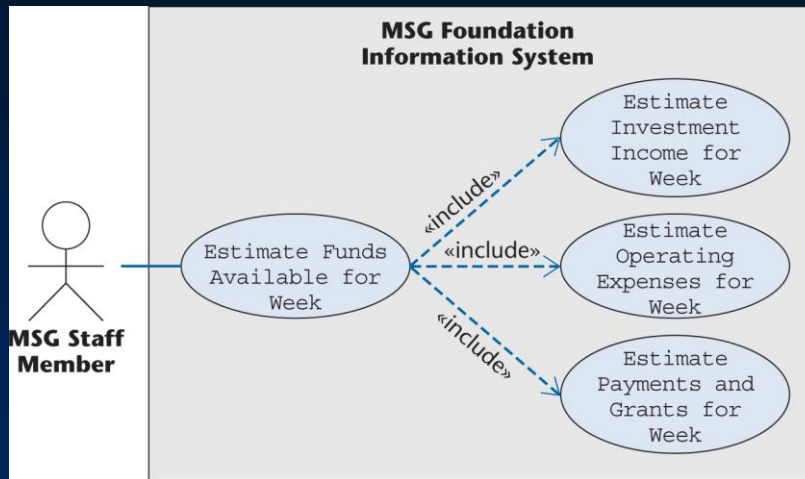 MSG Foundation
Information System
Estimate
Investment
Income for
Week
«include»
Estimate Funds
Available for
Week
«include»
Estimate
Operating
Expenses for
Week
«include»
Estimate
Payments and
Grants for
Week
MSG Staff
Member